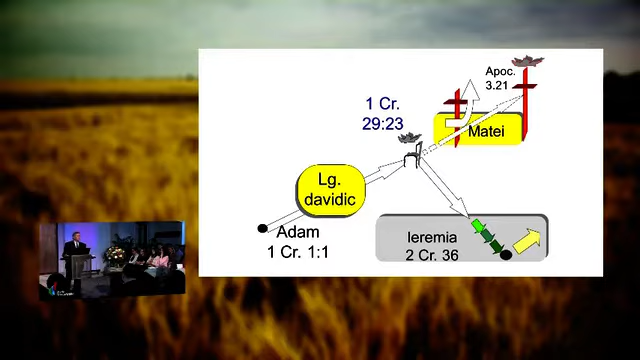 Apoc.
3.21
1 Cr.
29:23
Matei
Lg.
davidic
Adam
1 Cr. 1:1
Ieremia
2 Cr. 36